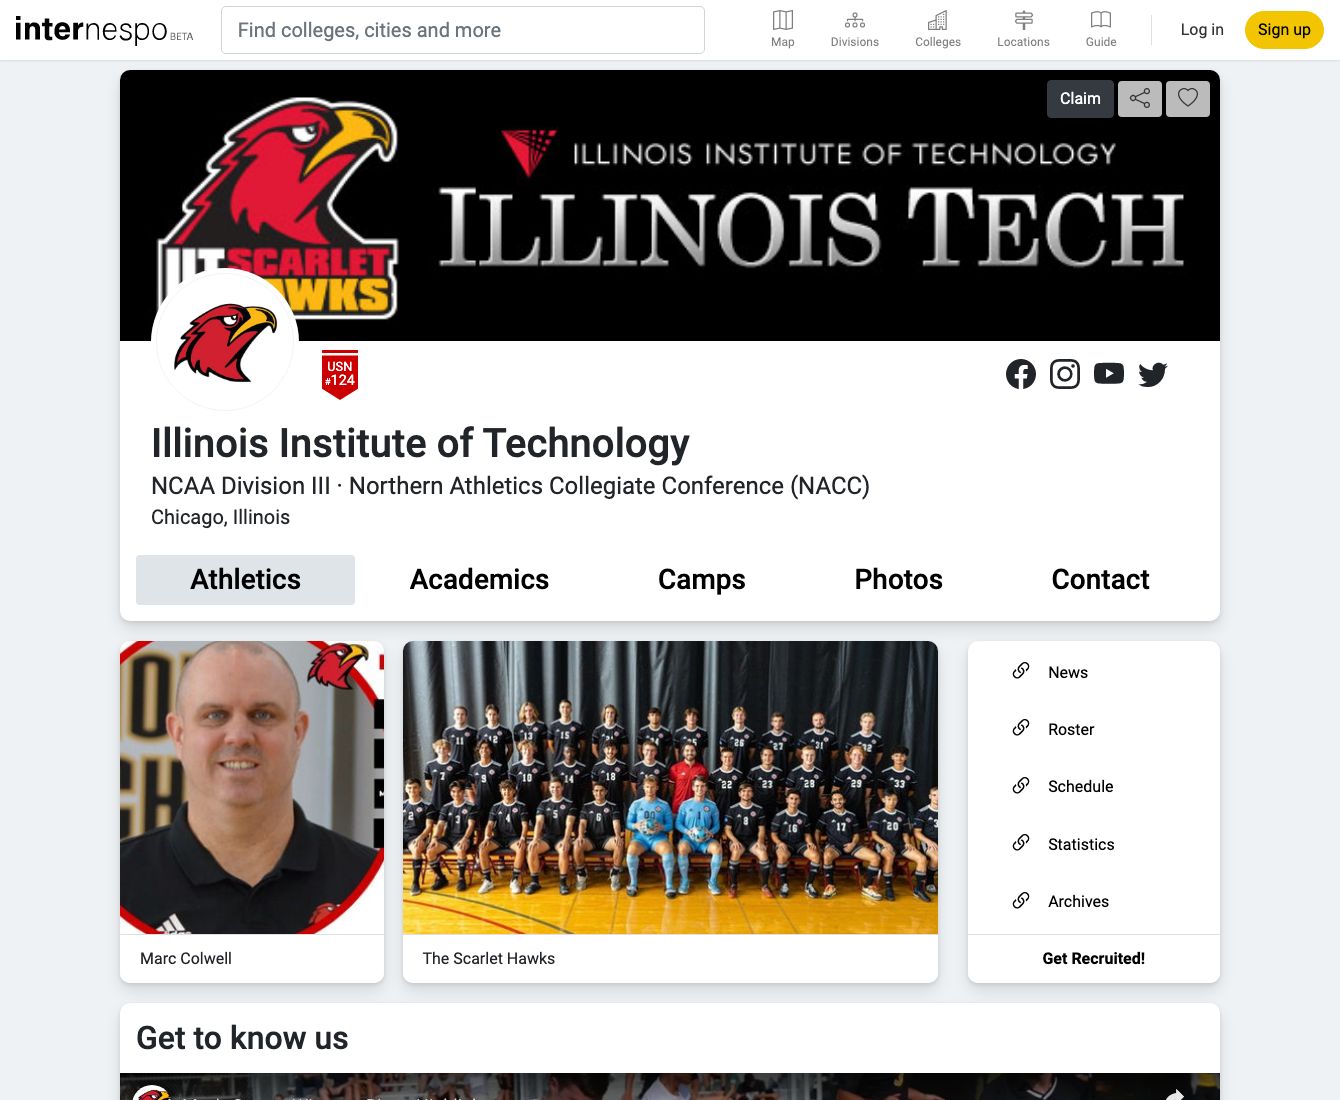 internespo BETA
Find colleges, cities and more
Map
Divisions
Colleges
Locations
Guide
Log in
Sign up
Claim
ILLINOIS INSTITUTE OF TECHNOLOGY
ILLINOIS TECH
IIT SCARLET
HAWKS
USN
#124
Illinois Institute of Technology
NCAA Division III · Northern Athletics Collegiate Conference (NACC)
Chicago, Illinois
Athletics
Academics
Camps
Photos
Contact
News
Roster
Schedule
Statistics
Archives
Marc Colwell
The Scarlet Hawks
Get Recruited!
Get to know us